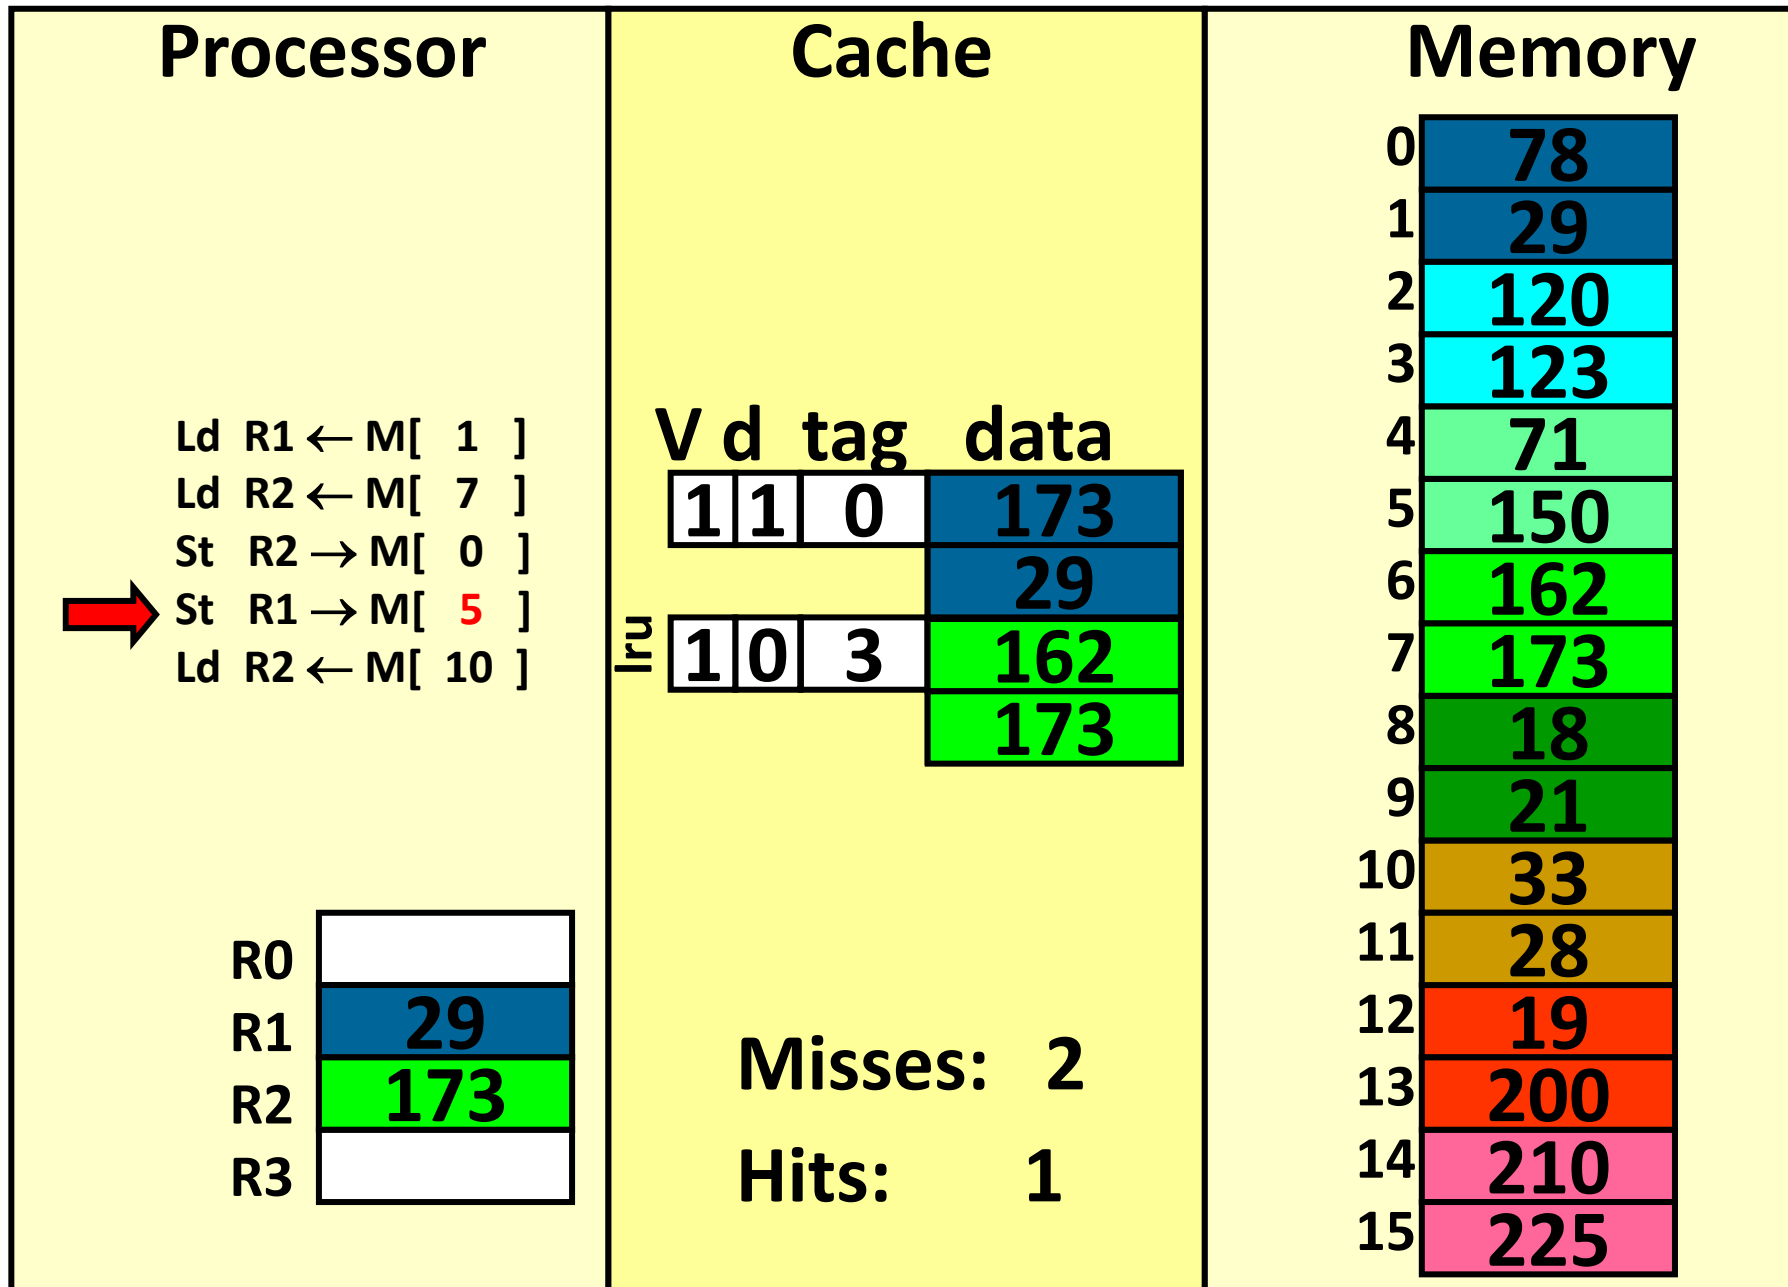 Processor
Ld R1 ← M[ 1 ]
Ld R2 ← M[ 7 ]
St R2 → M[ 0 ]
St R1 → M[ 5 ]
Ld R2 ← M[ 10 ]
R0
R1 29
R2 173
R3
Cache
V d tag data
1 1 0 173
29
lru 1 0 3 162
173
Misses: 2
Hits: 1
Memory
0 78
1 29
2 120
3 123
4 71
5 150
6 162
7 173
8 18
9 21
10 33
11 28
12 19
13 200
14 210
15 225